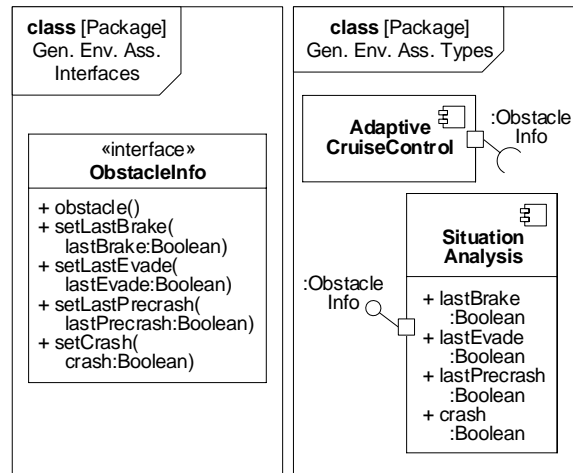 class [Package]
Gen. Env. Ass.
Interfaces
«interface»
ObstacleInfo
+ obstacle()
+ setLastBrake(
lastBrake:Boolean)
+ setLastEvade(
lastEvade:Boolean)
+ setLastPrecrash(
lastPrecrash:Boolean)
+ setCrash(
crash:Boolean)
class [Package]
Gen. Env. Ass. Types
Adaptive
CruiseControl
:Obstacle
Info
Situation
Analysis
:Obstacle
Info
+ lastBrake
:Boolean
+ lastEvade
:Boolean
+ lastPrecrash
:Boolean
+ crash
:Boolean